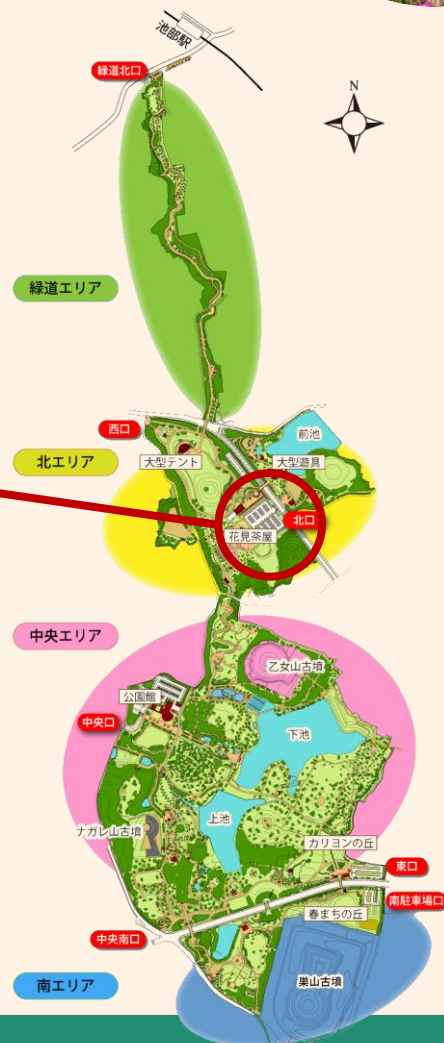 池部駅
緑道北口
N
緑道エリア
西口
前池
北エリア
大型テント
大型遊具
北口
花見茶屋
中央エリア
乙女山古墳
公園館
中央口
下池
上池
ナガレ山古墳
カリヨンの丘
東口
南駐車場口
春まちの丘
中央南口
巣山古墳
南エリア